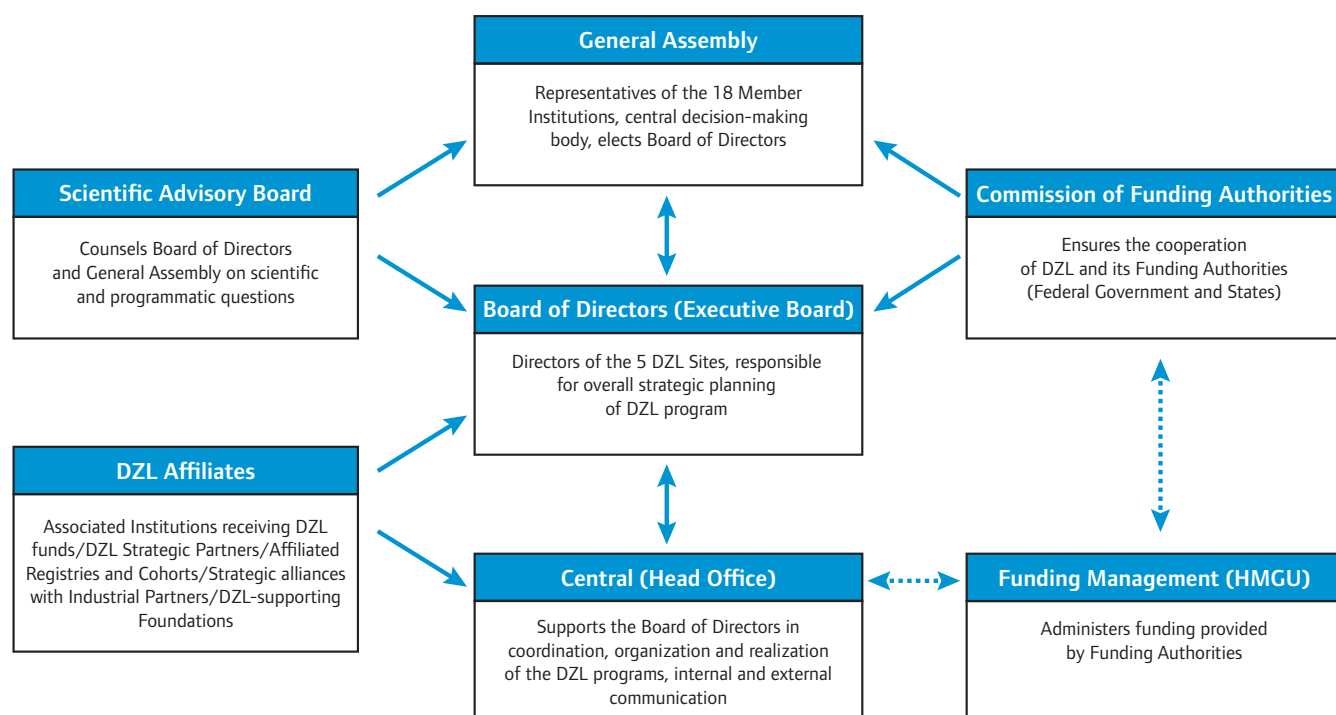 General Assembly
Representatives of the 18 Member
Institutions, central decision-making
body, elects Board of Directors
Scientific Advisory Board
Counsels Board of Directors
and General Assembly on scientific
and programmatic questions
Commission of Funding Authorities
Ensures the cooperation
of DZL and its Funding Authorities
(Federal Government and States)
Board of Directors (Executive Board)
Directors of the 5 DZL Sites, responsible
for overall strategic planning
of DZL program
DZL Affiliates
Associated Institutions receiving DZL
funds/DZL Strategic Partners/Affiliated
Registries and Cohorts/Strategic alliances
with Industrial Partners/DZL-supporting
Foundations
Central (Head Office)
Supports the Board of Directors in
coordination, organization and realization
of the DZL programs, internal and external
communication
Funding Management (HMGU)
Administers funding provided
by Funding Authorities